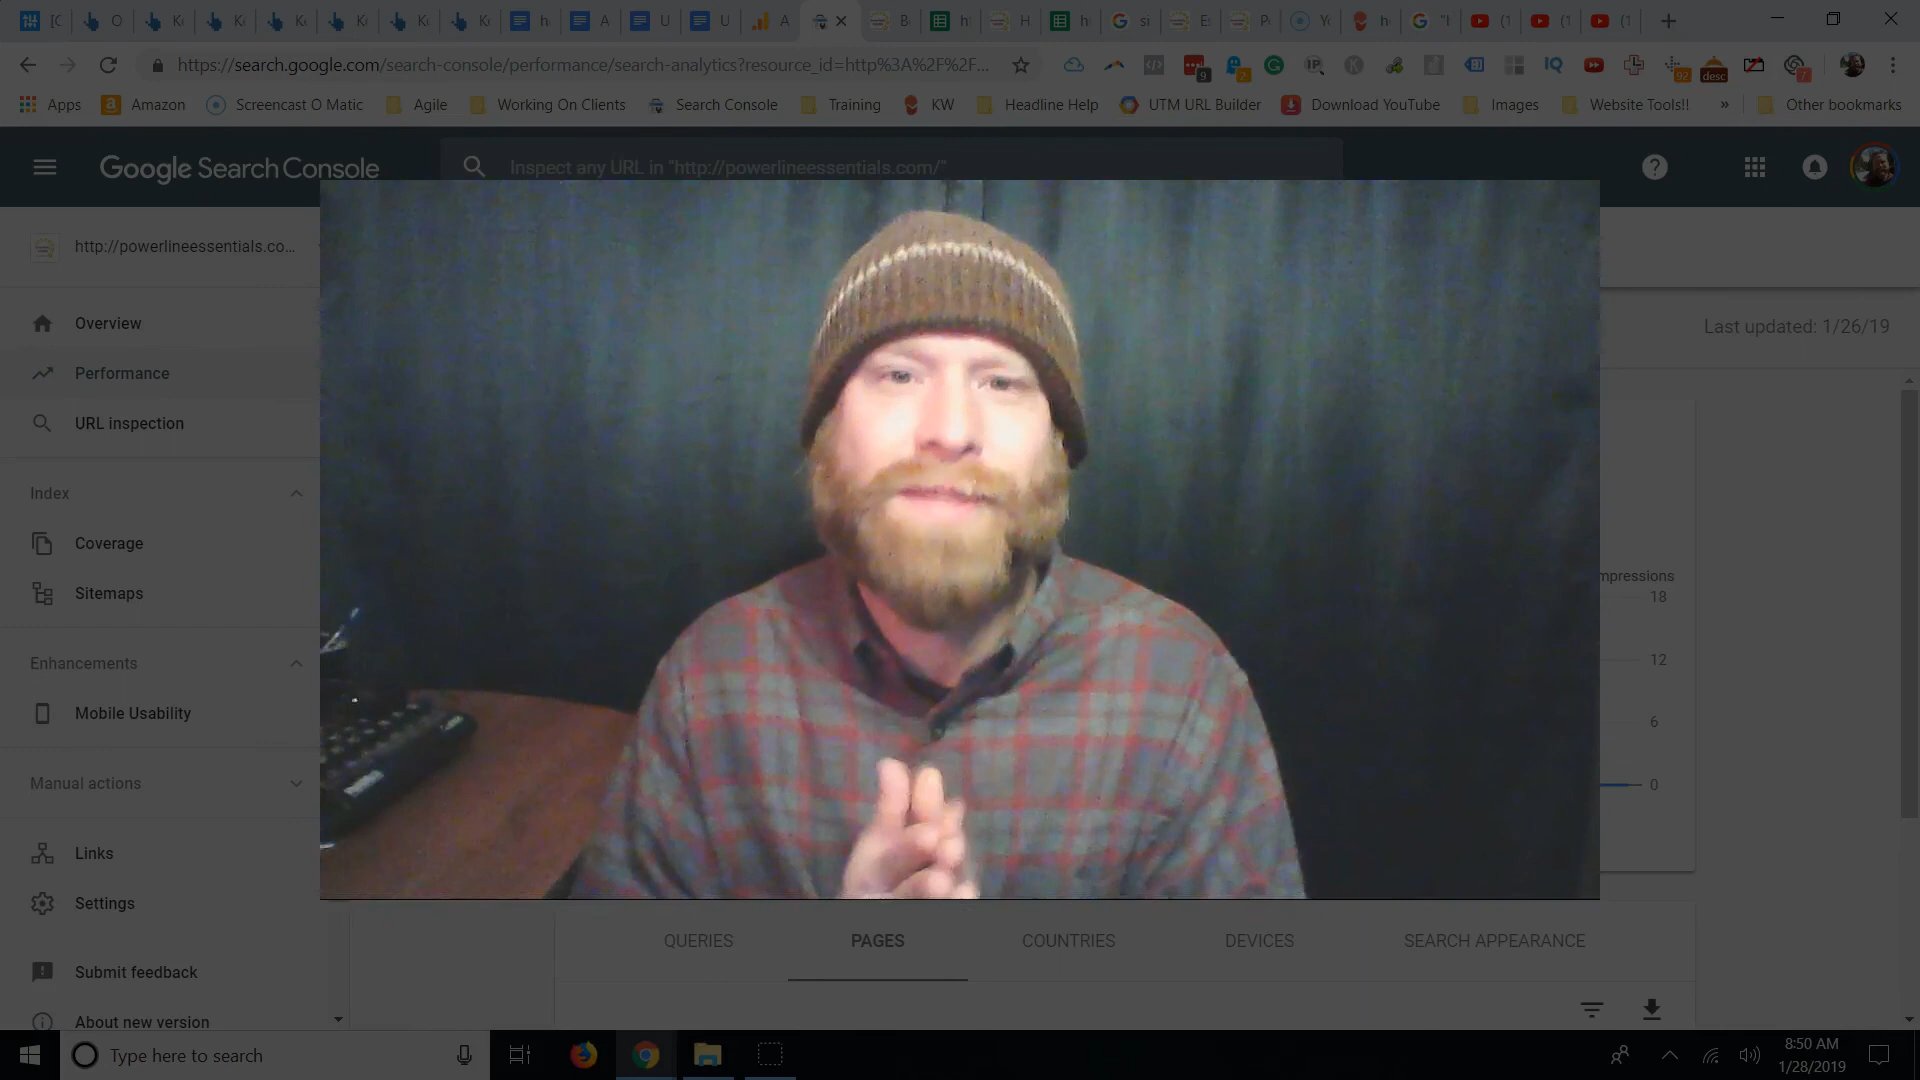 https://search.google.com/search-console/performance/search-analytics?resource_id=http%3A%2F%2F...
9
2
92
desc
7
Apps
Amazon
Screencast O Matic
Agile
Working On Clients
Search Console
Training
KW
Headline Help
UTM URL Builder
Download YouTube
Images
Website Tools!!
»
Other bookmarks
Google Search Console
Inspect any URL in "http://powerlineessentials.com/"
http://powerlineessentials.co...
Last updated: 1/26/19
Overview
Performance
URL inspection
Index
Coverage
Sitemaps
Enhancements
Mobile Usability
Manual actions
Links
Settings
Submit feedback
About new version
mpressions
18
12
6
0
QUERIES
PAGES
COUNTRIES
DEVICES
SEARCH APPEARANCE
Type here to search
8:50 AM
1/28/2019